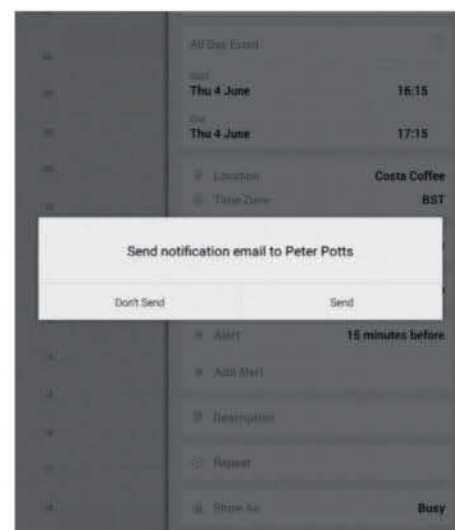 All Day Event
Start
Thu 4 June 16:15
End
Thu 4 June 17:15
Location Costa Coffee
Time Zone BST
Send notification email to Peter Potts
Don't Send Send
Alert 15 minutes before
Add Alert
Description
Repeat
Show As Busy